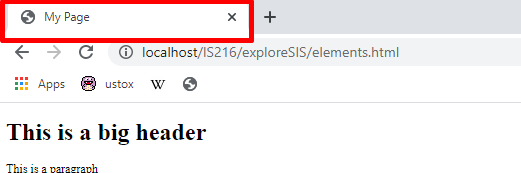 My Page
localhost/IS216/exploreSIS/elements.html
Apps ustox W
This is a big header
This is a paragraph